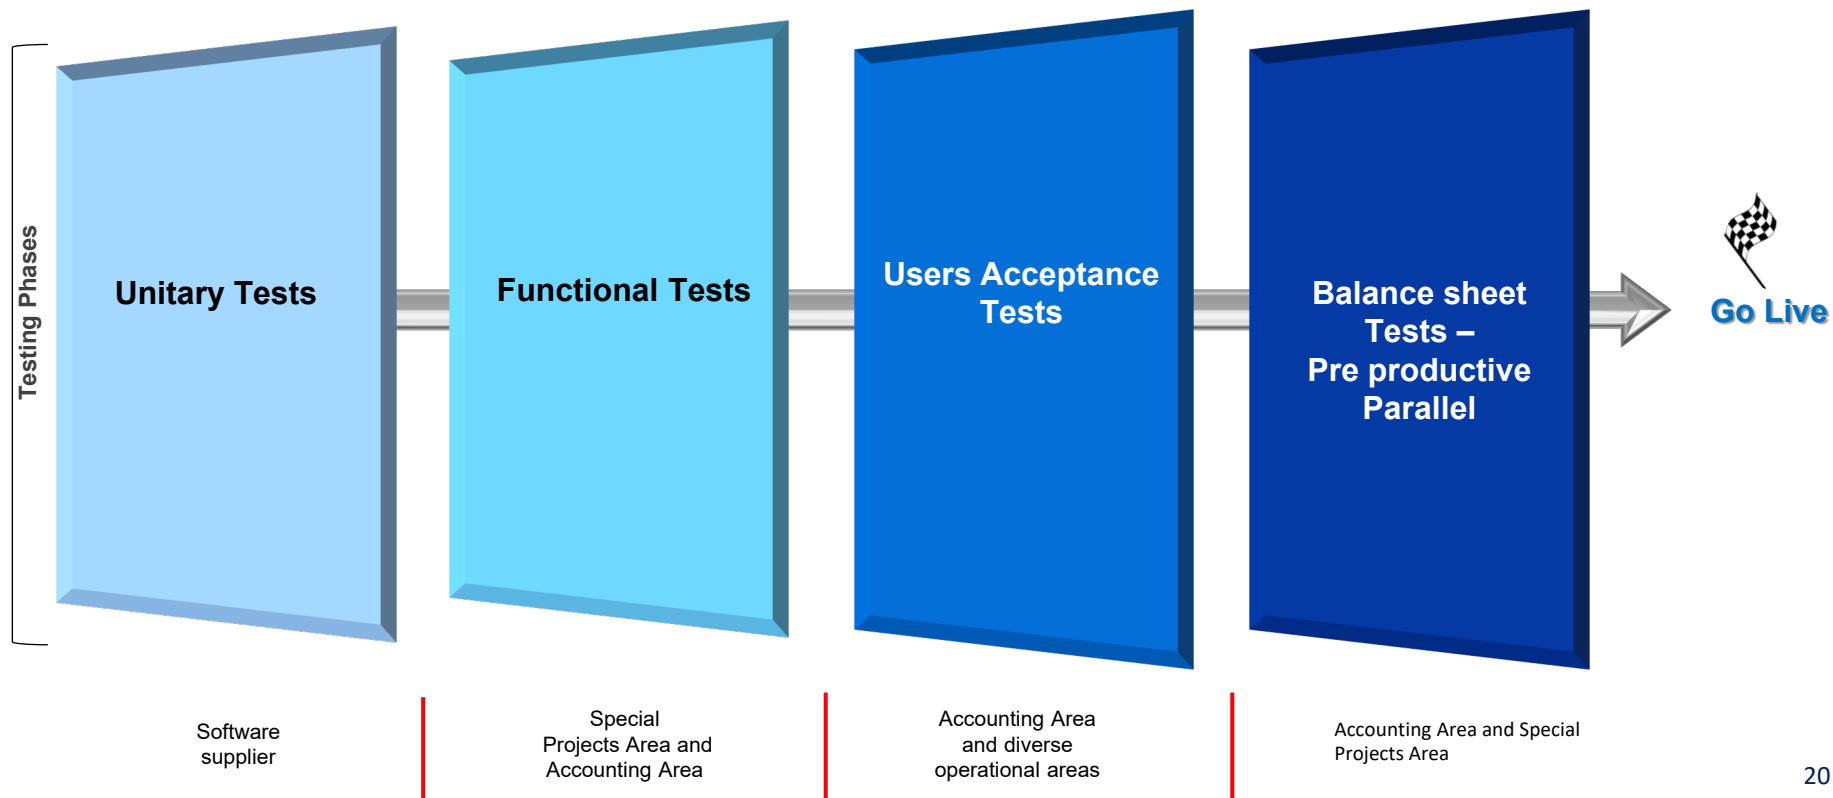 Testing Phases
Unitary Tests
Functional Tests
Users Acceptance
Tests
Balance sheet
Tests –
Pre productive
Parallel
Go Live
Software
supplier
Special
Projects Area and
Accounting Area
Accounting Area
and diverse
operational areas
Accounting Area and Special
Projects Area
20